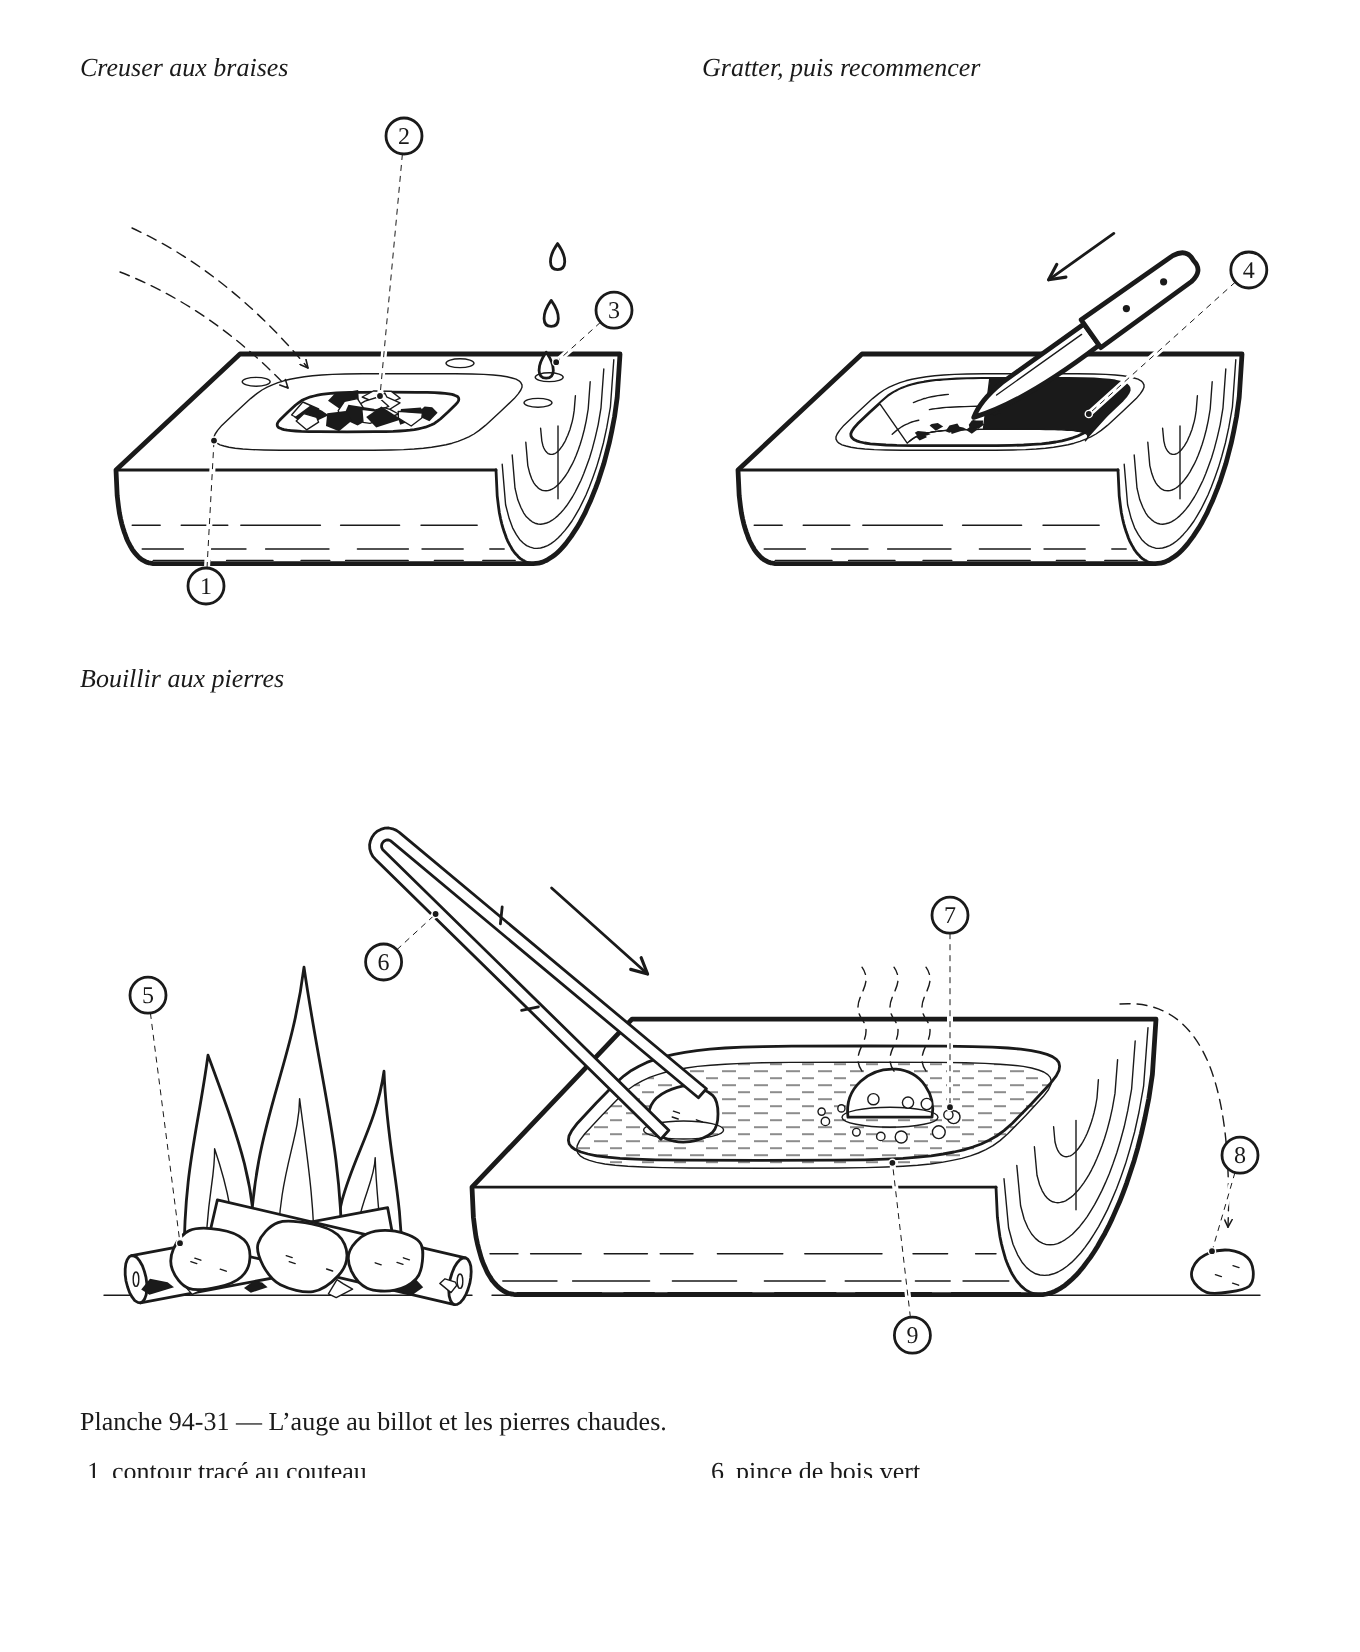 Creuser aux braises
Gratter, puis recommencer
2
3
4
1
Bouillir aux pierres
7
6
5
8
9
Planche 94-31 — L’auge au billot et les pierres chaudes.
1 contour tracé au couteau
6 pince de bois vert